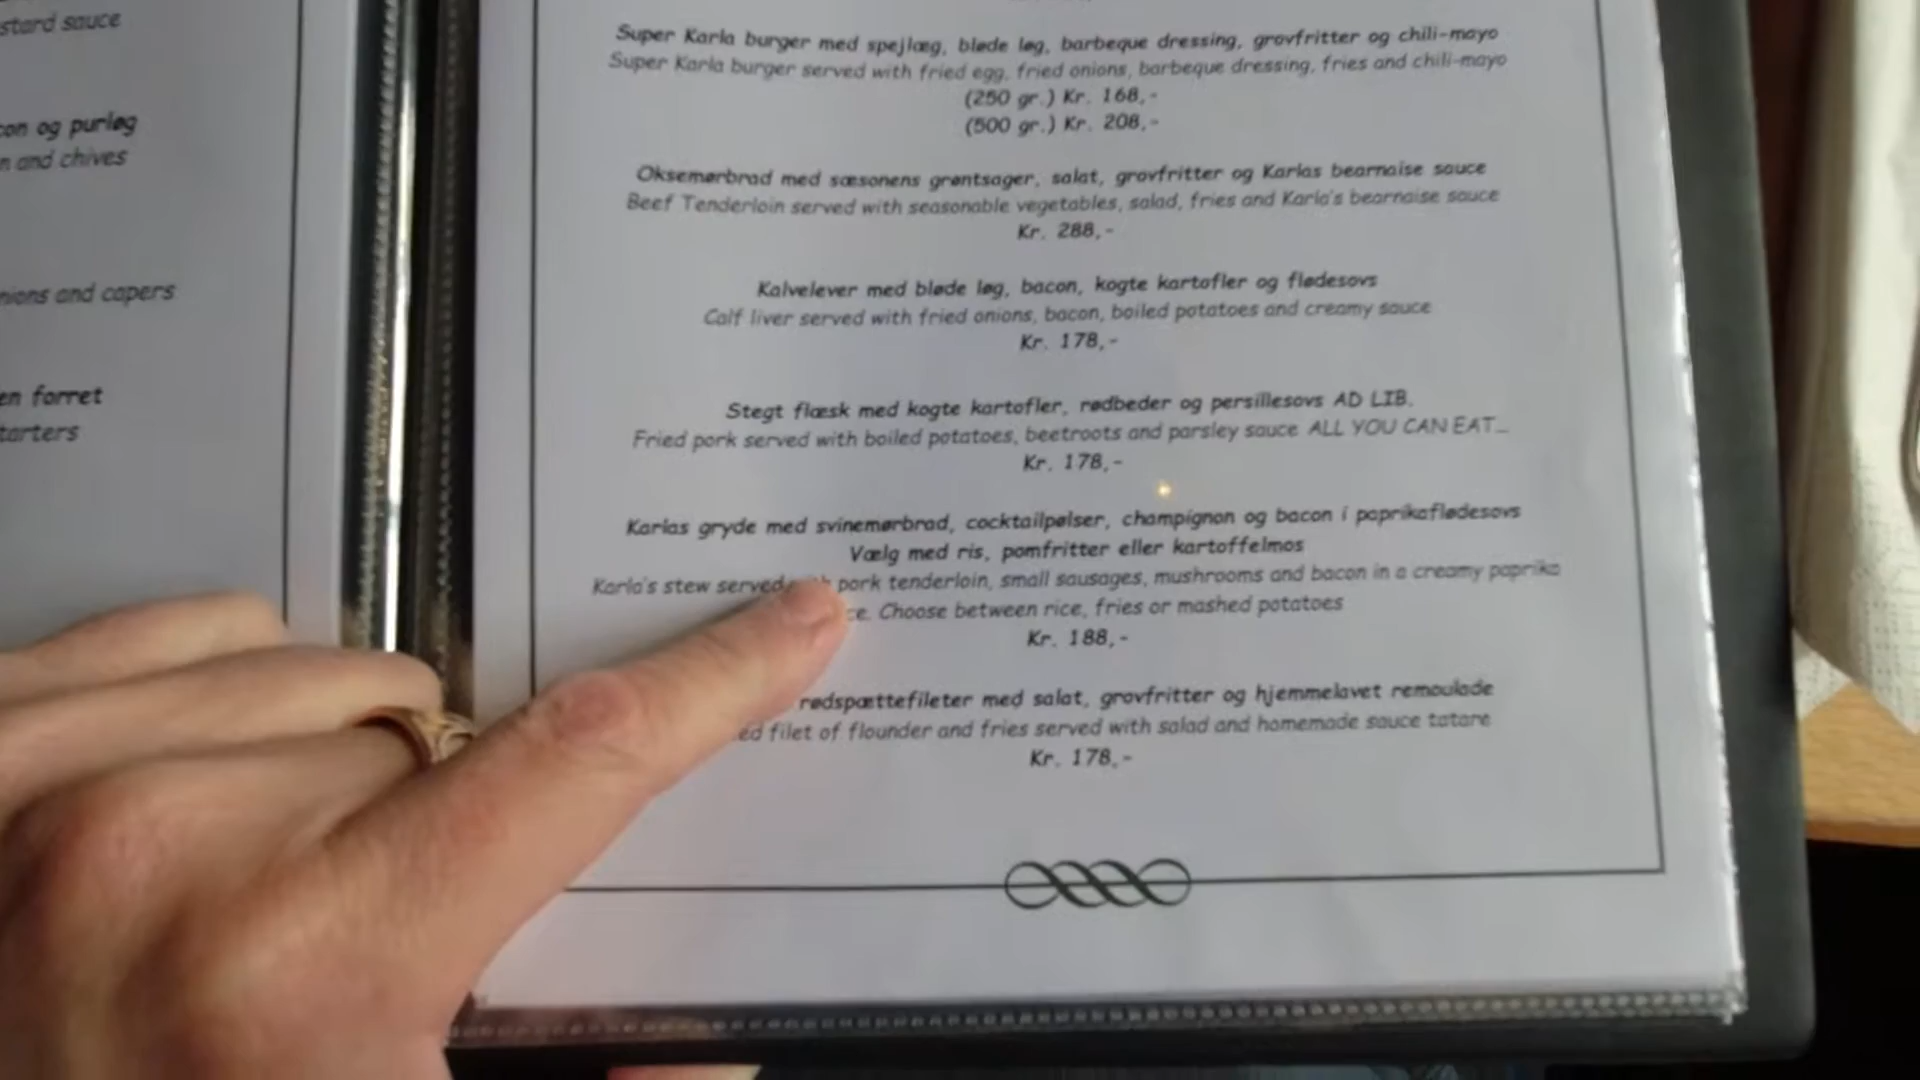 stard sauce
con og purløg
n and chives
nions and capers
en forret
tarters
Super Karla burger med spejlæg, bløde løg, barbeque dressing, grovfritter og chili-mayo
Super Karla burger served with fried egg, fried onions, barbeque dressing, fries and chili-mayo
(250 gr.) Kr. 168,-
(500 gr.) Kr. 208,-
Oksemørbrad med sæsonens grøntsager, salat, grovfritter og Karlas bearnaise sauce
Beef Tenderloin served with seasonable vegetables, salad, fries and Karla's bearnaise sauce
Kr. 288,-
Kalvelever med bløde løg, bacon, kogte kartofler og flødesovs
Calf liver served with fried onions, bacon, boiled potatoes and creamy sauce
Kr. 178,-
Stegt flæsk med kogte kartofler, rødbeder og persillesovs AD LIB.
Fried pork served with boiled potatoes, beetroots and parsley sauce ALL YOU CAN EAT...
Kr. 178,-
Karlas gryde med svinemørbrad, cocktailpølser, champignon og bacon i paprikaflødesovs
Vælg med ris, pomfritter eller kartoffelmos
Karla's stew served pork tenderloin, small sausages, mushrooms and bacon in a creamy paprika
ce. Choose between rice, fries or mashed potatoes
Kr. 188,-
rødspættefileter med salat, grovfritter og hjemmelavet remoulade
ed filet of flounder and fries served with salad and homemade sauce tatare
Kr. 178,-